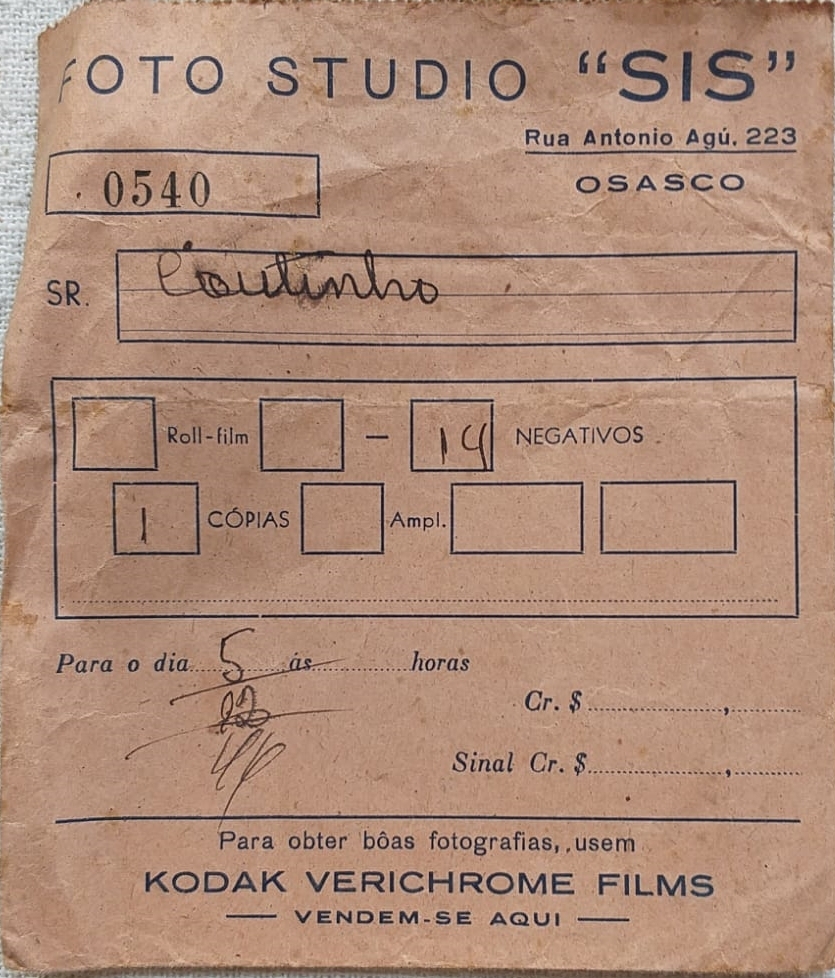 FOTO STUDIO “SIS”
Rua Antonio Agú, 223
OSASCO
0540
SR. Coutinho
Roll-film — 14 NEGATIVOS
1 CÓPIAS Ampl.
Para o dia 5 ás horas
Cr. $ ,
Sinal Cr. $ ,
Para obter bôas fotografias, usem
KODAK VERICHROME FILMS
— VENDEM-SE AQUI —